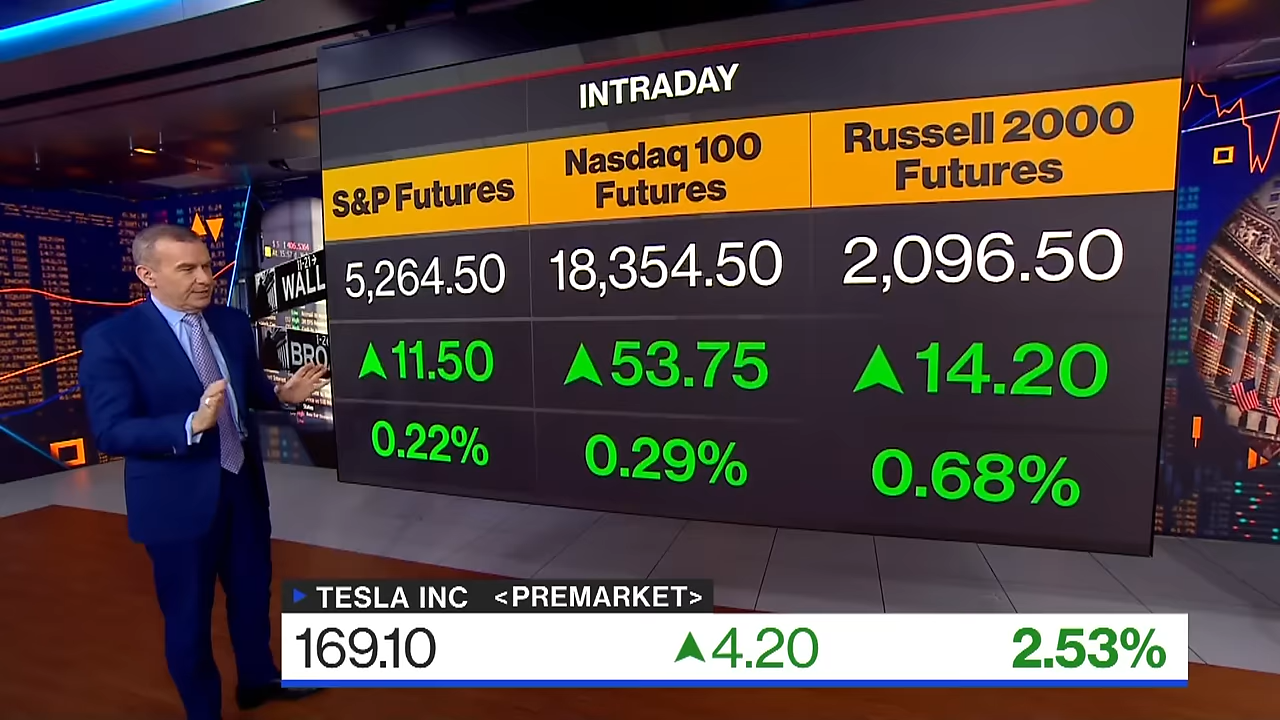 INTRADAY
S&P Futures
Nasdaq 100
Futures
Russell 2000
Futures
5,264.50
18,354.50
2,096.50
▲11.50
▲53.75
▲14.20
0.22%
0.29%
0.68%
WALL
BRO
TESLA INC <PREMARKET>
169.10 ▲4.20 2.53%